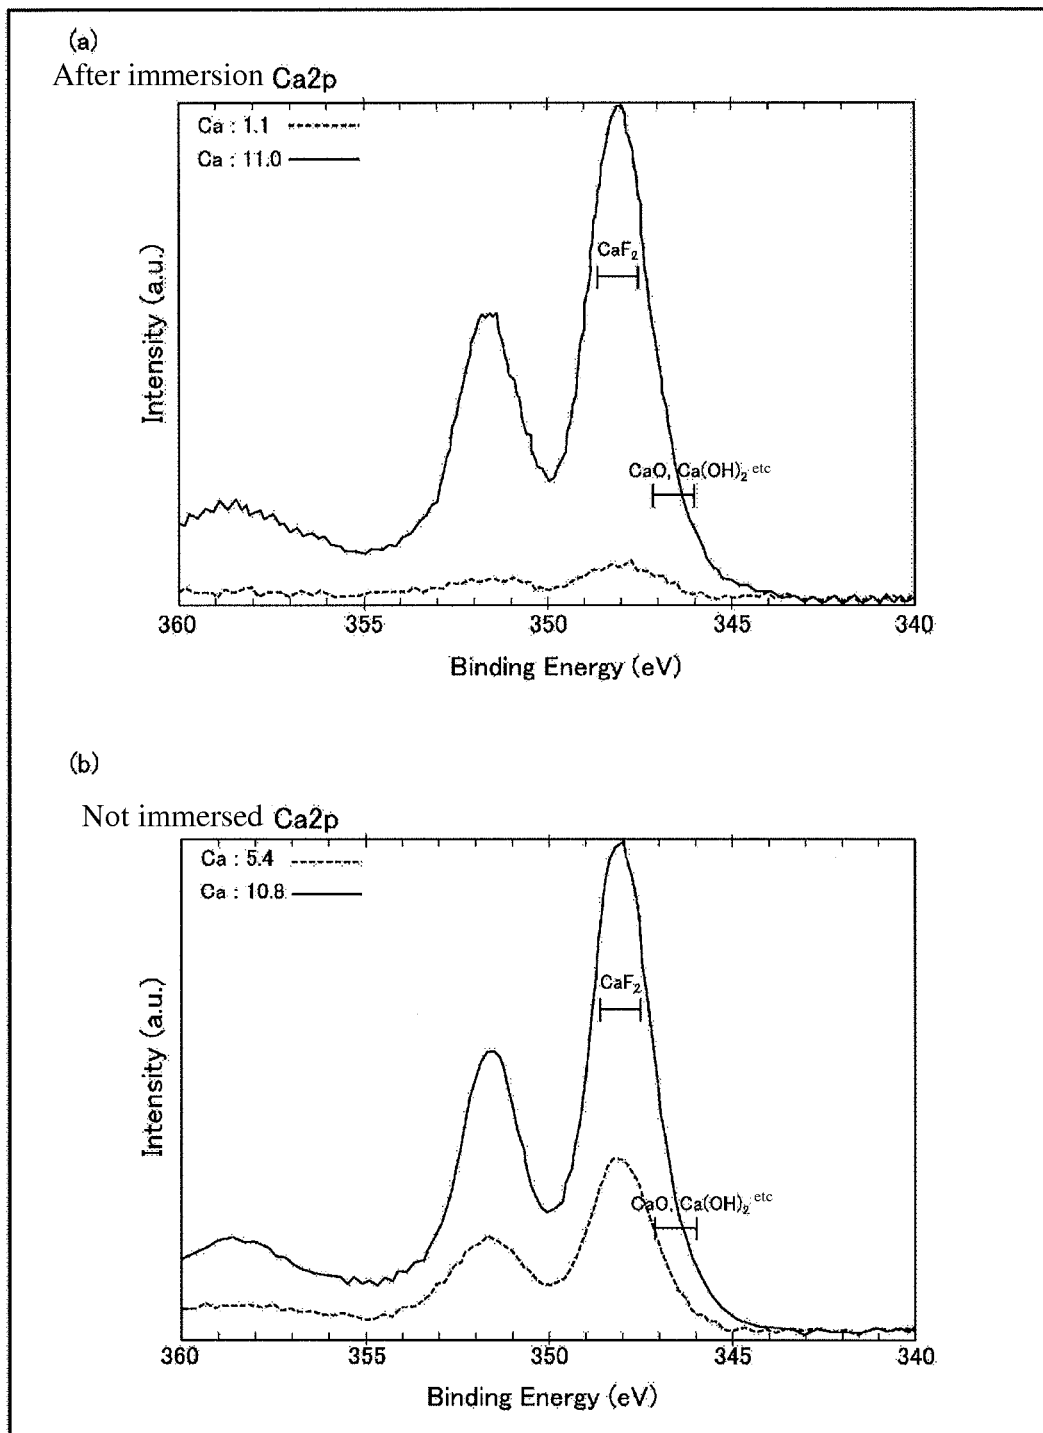 (a)
After immersion Ca2p
Ca : 1.1
Ca : 11.0
CaF₂
CaO, Ca(OH)₂ etc
Intensity (a.u.)
360 355 350 345 340
Binding Energy (eV)
(b)
Not immersed Ca2p
Ca : 5.4
Ca : 10.8
CaF₂
CaO, Ca(OH)₂ etc
Intensity (a.u.)
360 355 350 345 340
Binding Energy (eV)